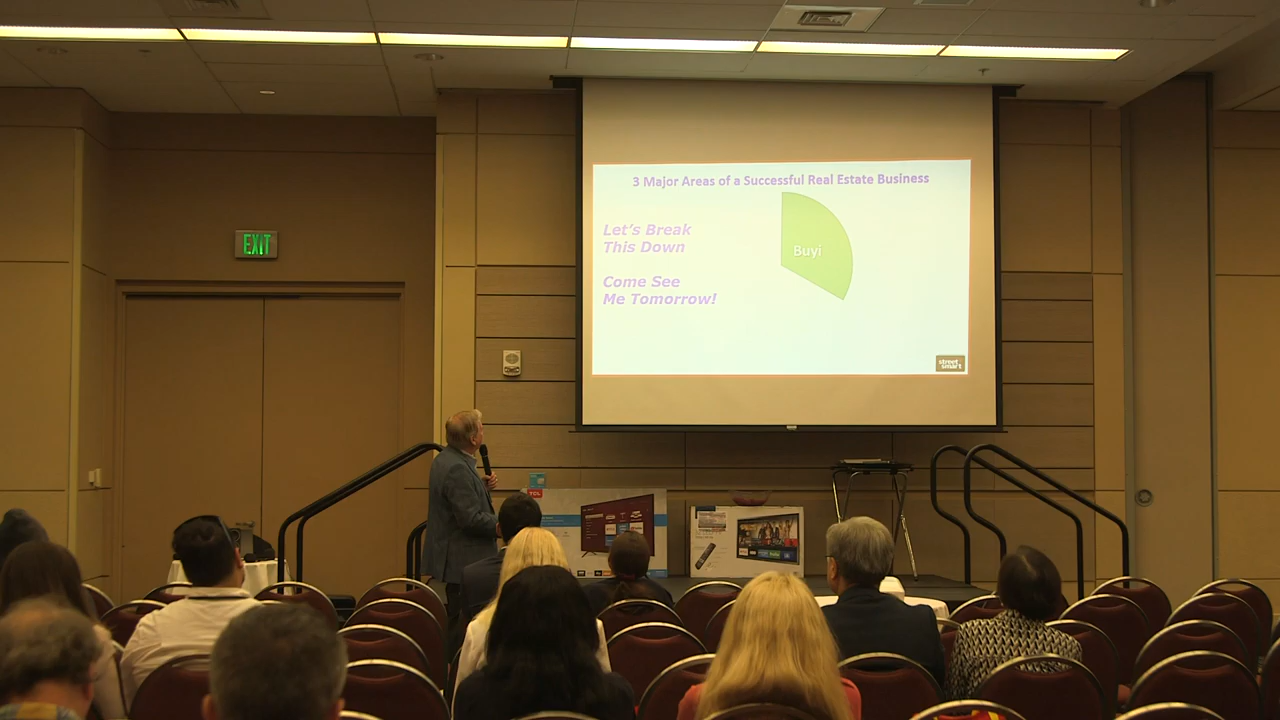 3 Major Areas of a Successful Real Estate Business
Let's Break
This Down
Buyi
Come See
Me Tomorrow!
EXIT
street
smart
TCL